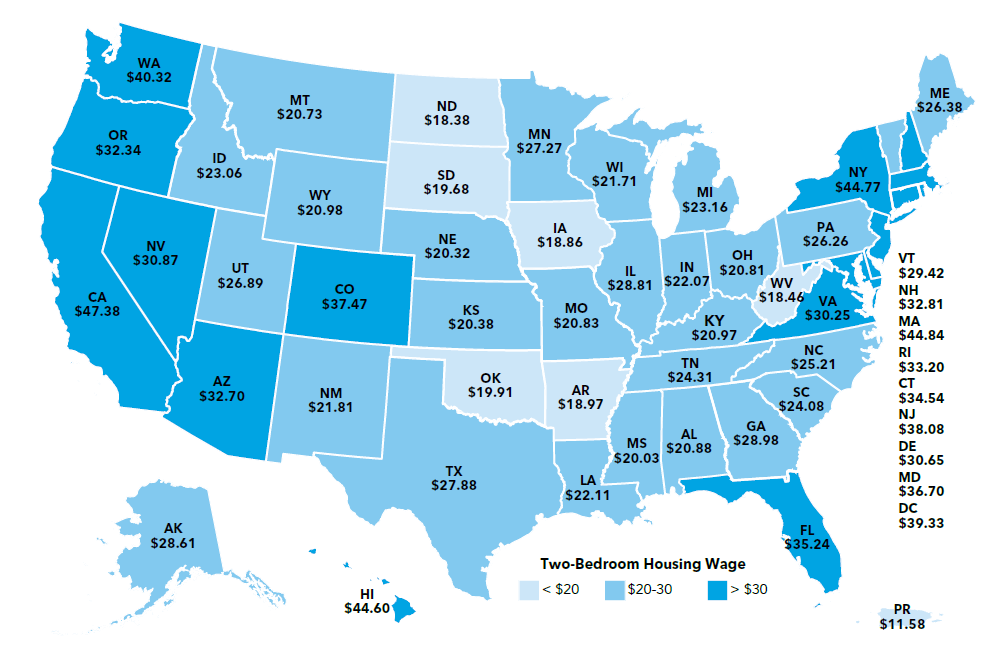 WA
$40.32
OR
$32.34
CA
$47.38
NV
$30.87
ID
$23.06
MT
$20.73
WY
$20.98
UT
$26.89
CO
$37.47
AZ
$32.70
NM
$21.81
ND
$18.38
SD
$19.68
NE
$20.32
KS
$20.38
OK
$19.91
TX
$27.88
MN
$27.27
IA
$18.86
MO
$20.83
AR
$18.97
LA
$22.11
WI
$21.71
IL
$28.81
MI
$23.16
IN
$22.07
OH
$20.81
KY
$20.97
TN
$24.31
MS
$20.03
AL
$20.88
GA
$28.98
FL
$35.24
SC
$24.08
NC
$25.21
VA
$30.25
WV
$18.46
PA
$26.26
NY
$44.77
ME
$26.38
VT
$29.42
NH
$32.81
MA
$44.84
RI
$33.20
CT
$34.54
NJ
$38.08
DE
$30.65
MD
$36.70
DC
$39.33
AK
$28.61
HI
$44.60
PR
$11.58
Two-Bedroom Housing Wage
< $20
$20-30
> $30